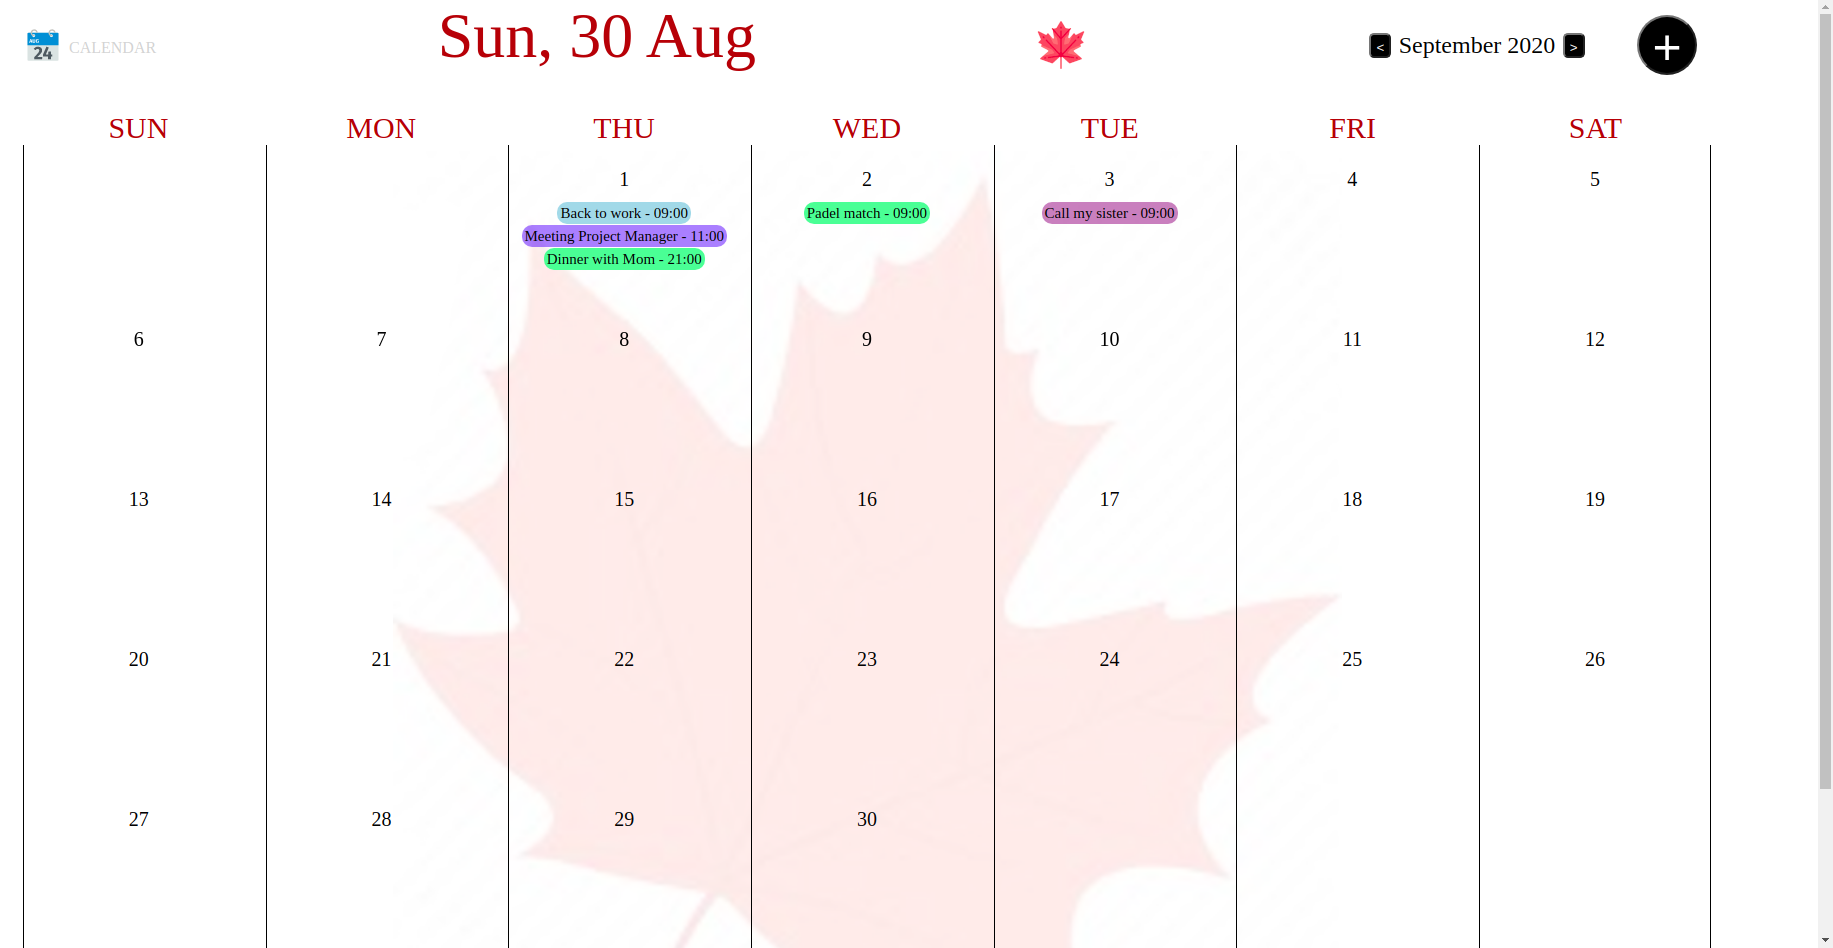 AUG
24
CALENDAR
Sun, 30 Aug
< September 2020 >
+
SUN MON THU WED TUE FRI SAT
1 2 3 4 5
Back to work - 09:00 Padel match - 09:00 Call my sister - 09:00
Meeting Project Manager - 11:00
Dinner with Mom - 21:00
6 7 8 9 10 11 12
13 14 15 16 17 18 19
20 21 22 23 24 25 26
27 28 29 30